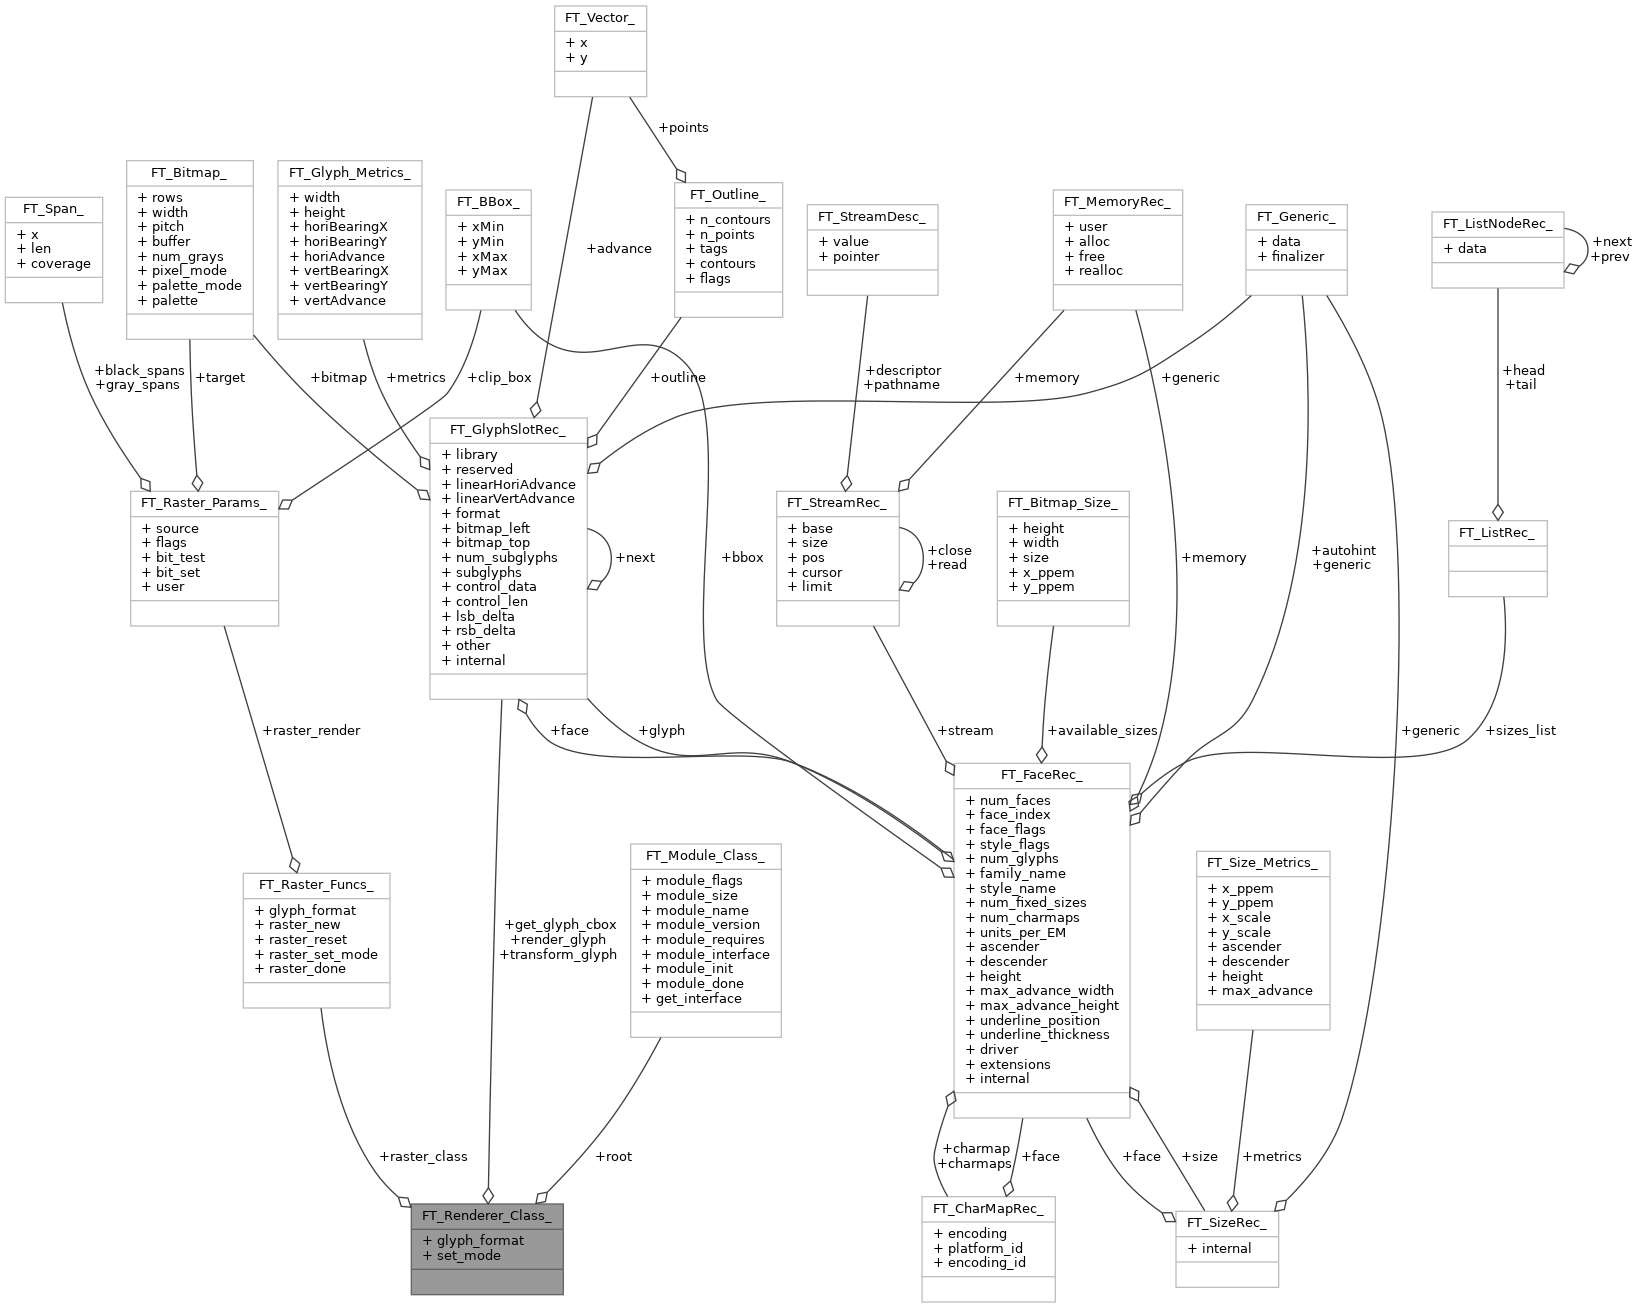 FT_Vector_
+ x
+ y
+points
FT_Span_
+ x
+ len
+ coverage
FT_Bitmap_
+ rows
+ width
+ pitch
+ buffer
+ num_grays
+ pixel_mode
+ palette_mode
+ palette
FT_Glyph_Metrics_
+ width
+ height
+ horiBearingX
+ horiBearingY
+ horiAdvance
+ vertBearingX
+ vertBearingY
+ vertAdvance
FT_BBox_
+ xMin
+ yMin
+ xMax
+ yMax
+advance
FT_Outline_
+ n_contours
+ n_points
+ tags
+ contours
+ flags
FT_StreamDesc_
+ value
+ pointer
FT_MemoryRec_
+ user
+ alloc
+ free
+ realloc
FT_Generic_
+ data
+ finalizer
FT_ListNodeRec_
+ data
+next
+prev
+black_spans
+gray_spans
+target
+bitmap
+metrics
+clip_box
+outline
+descriptor
+pathname
+memory
+generic
+head
+tail
FT_Raster_Params_
+ source
+ flags
+ bit_test
+ bit_set
+ user
FT_GlyphSlotRec_
+ library
+ reserved
+ linearHoriAdvance
+ linearVertAdvance
+ format
+ bitmap_left
+ bitmap_top
+ num_subglyphs
+ subglyphs
+ control_data
+ control_len
+ lsb_delta
+ rsb_delta
+ other
+ internal
+next
+bbox
FT_StreamRec_
+ base
+ size
+ pos
+ cursor
+ limit
+close
+read
FT_Bitmap_Size_
+ height
+ width
+ size
+ x_ppem
+ y_ppem
+memory
+autohint
+generic
FT_ListRec_
+raster_render
+face
+glyph
+stream
+available_sizes
+generic
+sizes_list
FT_Raster_Funcs_
+ glyph_format
+ raster_new
+ raster_reset
+ raster_set_mode
+ raster_done
+get_glyph_cbox
+render_glyph
+transform_glyph
FT_Module_Class_
+ module_flags
+ module_size
+ module_name
+ module_version
+ module_requires
+ module_interface
+ module_init
+ module_done
+ get_interface
FT_FaceRec_
+ num_faces
+ face_index
+ face_flags
+ style_flags
+ num_glyphs
+ family_name
+ style_name
+ num_fixed_sizes
+ num_charmaps
+ units_per_EM
+ ascender
+ descender
+ height
+ max_advance_width
+ max_advance_height
+ underline_position
+ underline_thickness
+ driver
+ extensions
+ internal
FT_Size_Metrics_
+ x_ppem
+ y_ppem
+ x_scale
+ y_scale
+ ascender
+ descender
+ height
+ max_advance
+raster_class
+root
+charmap
+charmaps
+face
+face
+size
+metrics
FT_Renderer_Class_
+ glyph_format
+ set_mode
FT_CharMapRec_
+ encoding
+ platform_id
+ encoding_id
FT_SizeRec_
+ internal